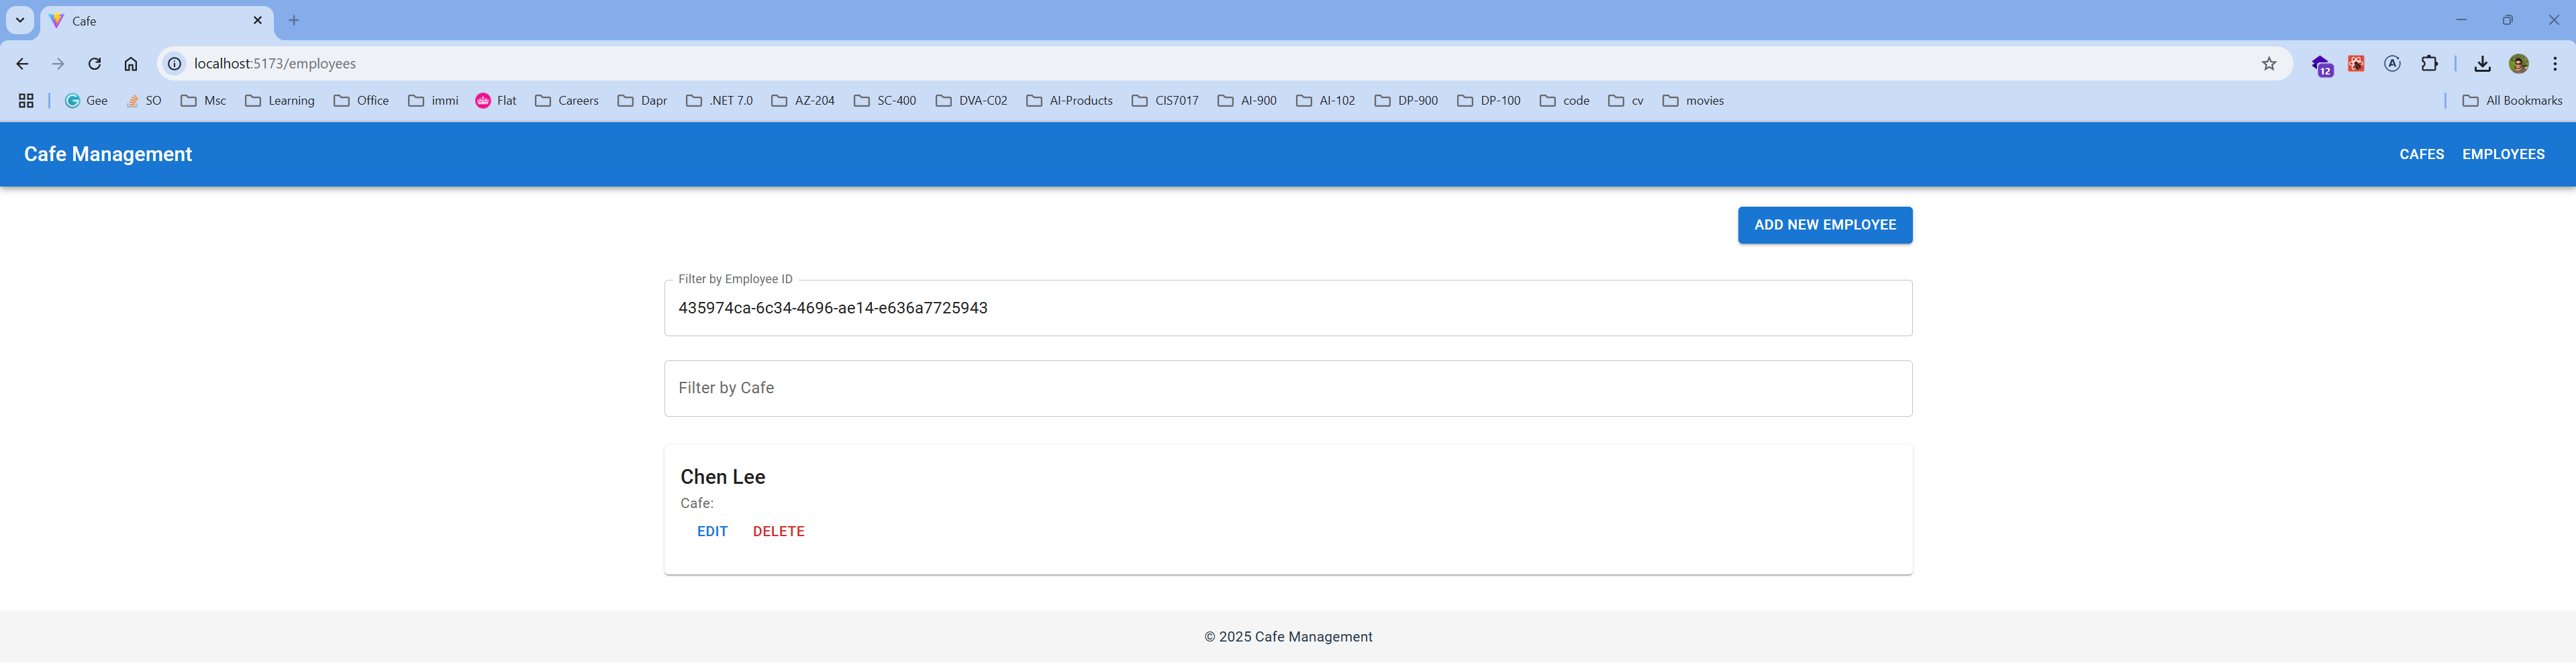 Cafe
localhost:5173/employees
12
Gee SO Msc Learning Office immi Flat Careers Dapr .NET 7.0 AZ-204 SC-400 DVA-C02 AI-Products CIS7017 AI-900 AI-102 DP-900 DP-100 code cv movies All Bookmarks
Cafe Management CAFES EMPLOYEES
ADD NEW EMPLOYEE
Filter by Employee ID
435974ca-6c34-4696-ae14-e636a7725943
Filter by Cafe
Chen Lee
Cafe:
EDIT DELETE
© 2025 Cafe Management